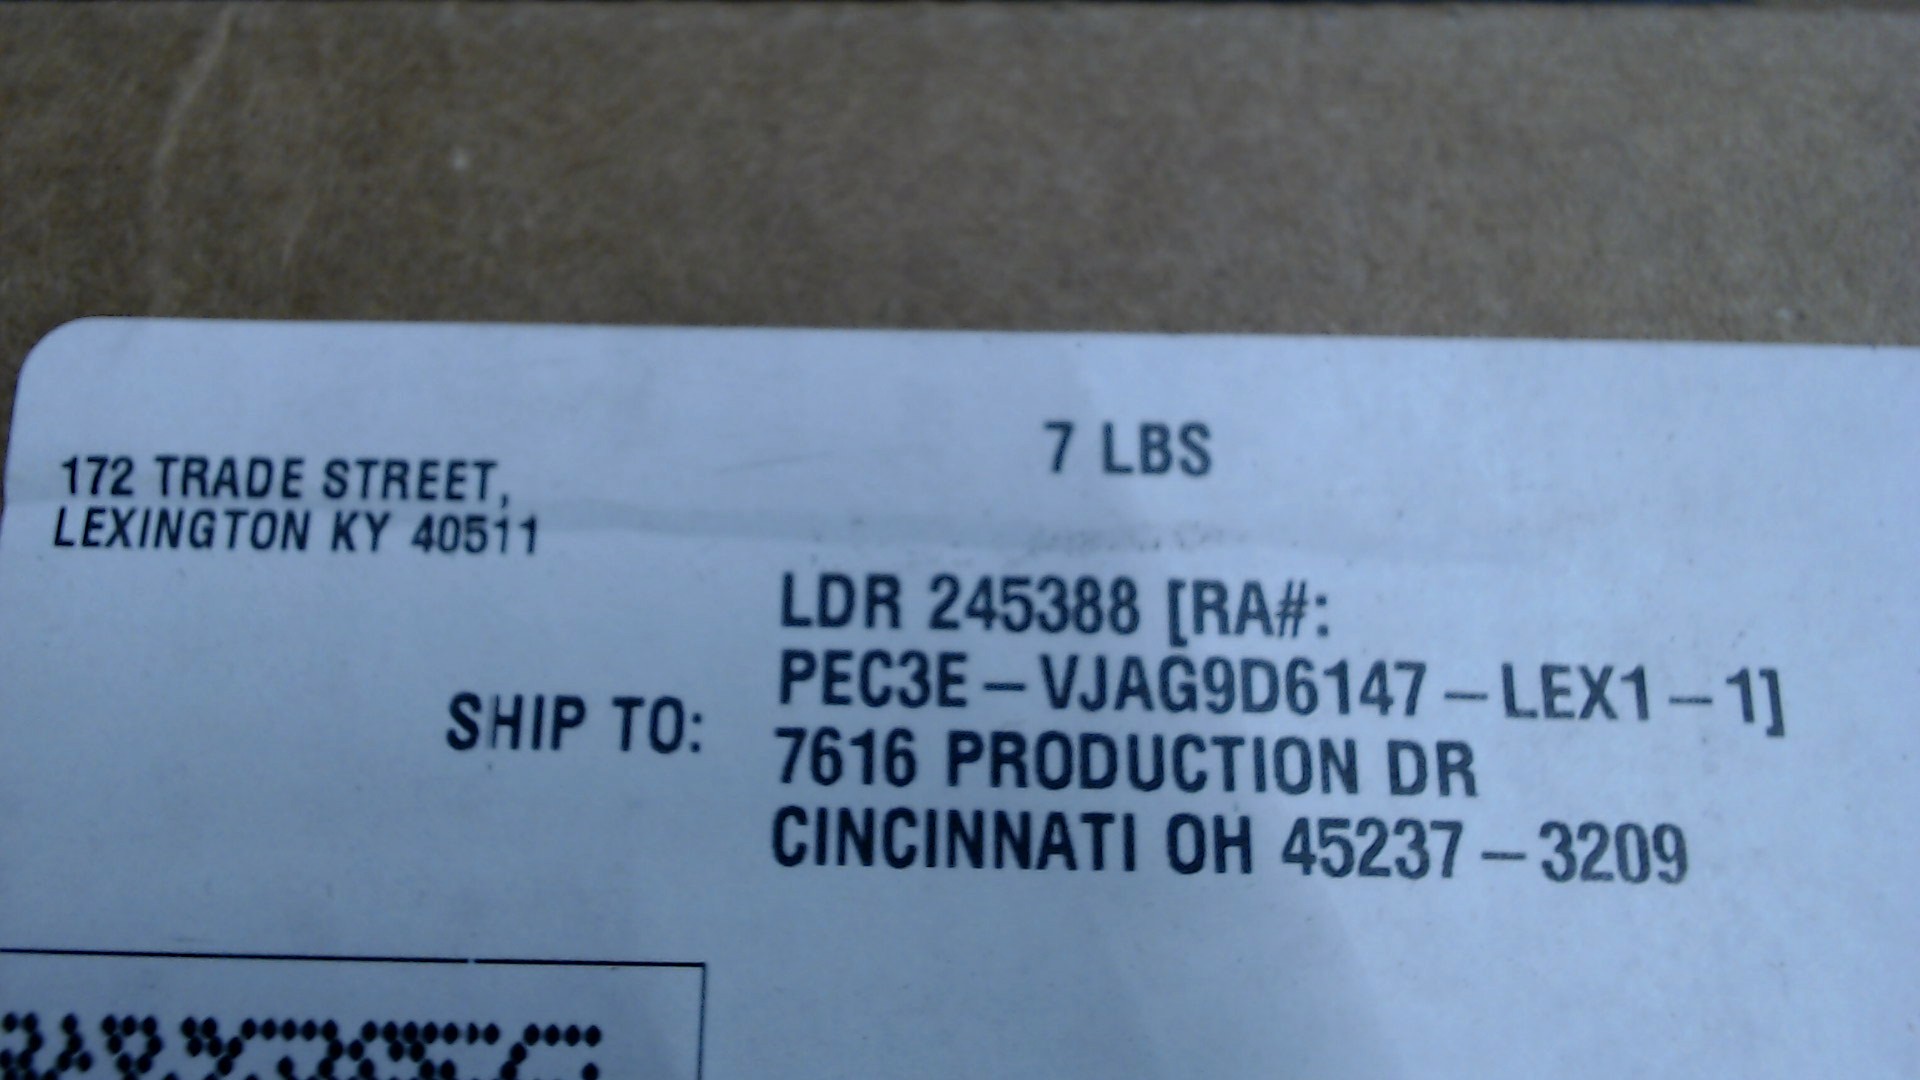 7 LBS
172 TRADE STREET,
LEXINGTON KY 40511
LDR 245388 [RA#:
PEC3E-VJAG9D6147-LEX1-1]
SHIP TO:
7616 PRODUCTION DR
CINCINNATI OH 45237-3209